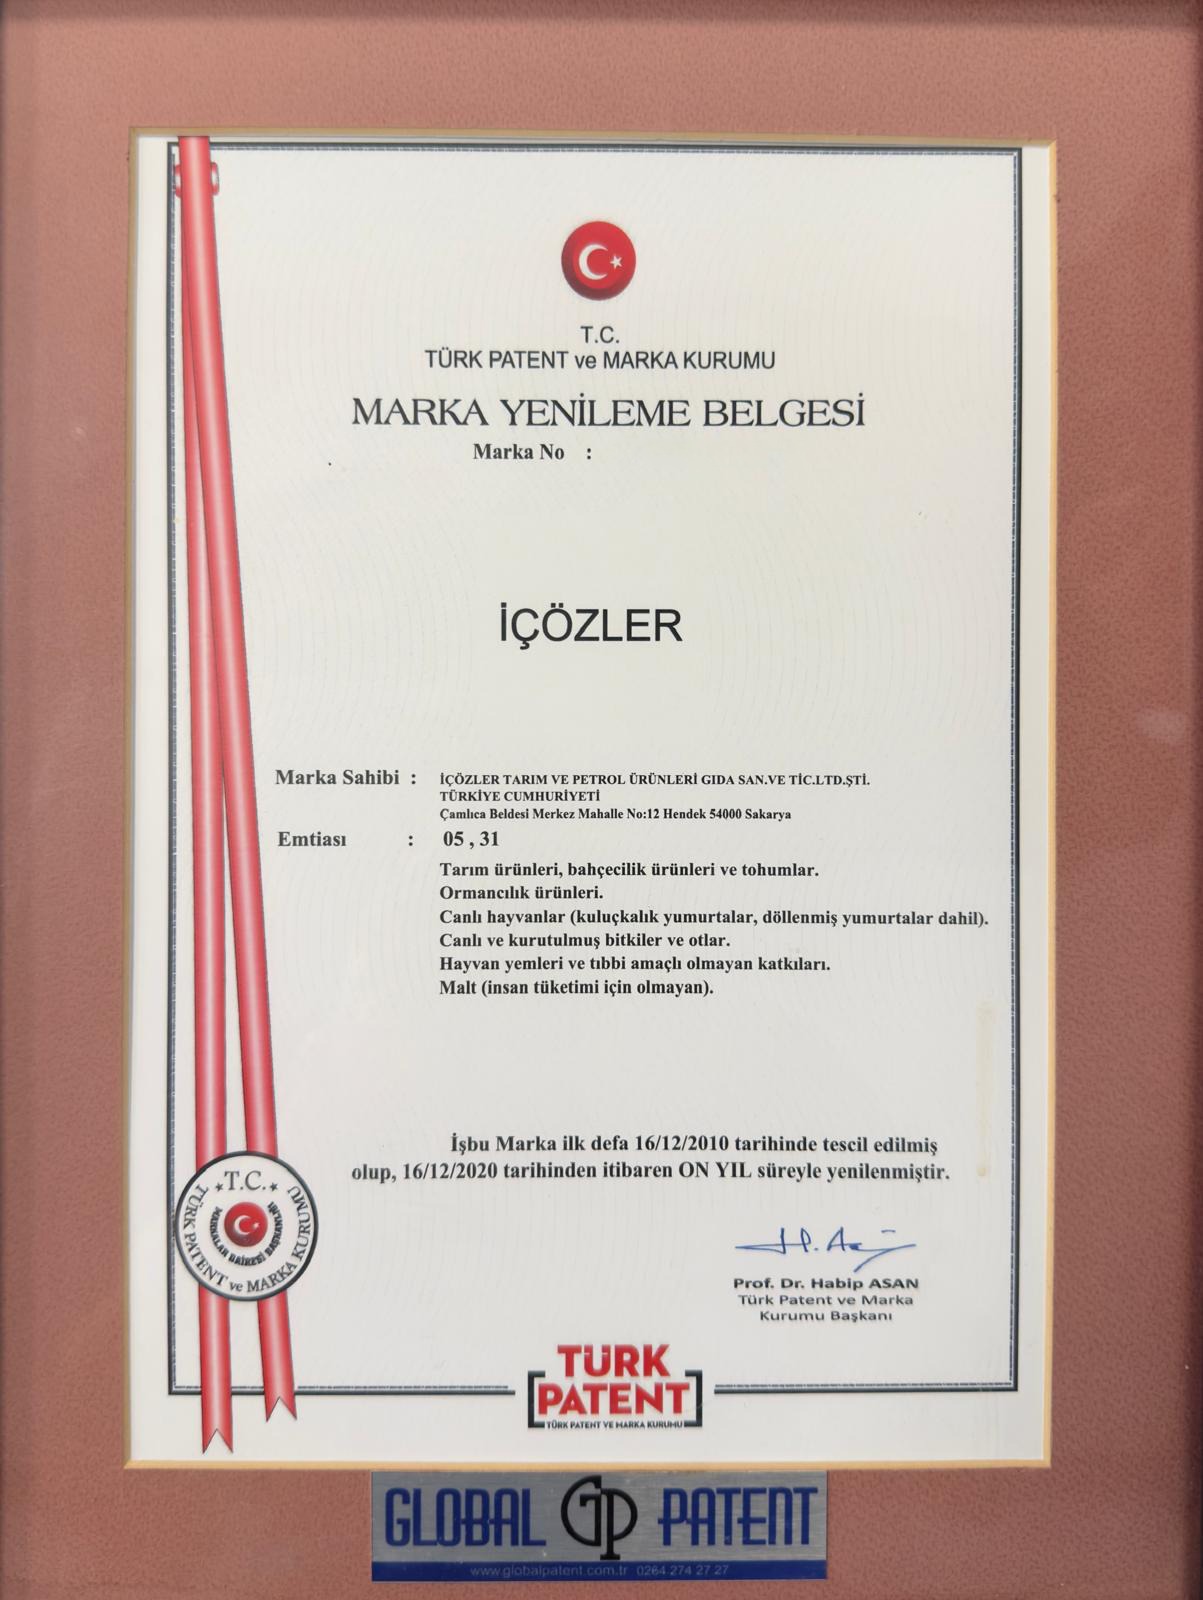 T.C.
TÜRK PATENT ve MARKA KURUMU
MARKA YENİLEME BELGESİ
Marka No :
İÇÖZLER
Marka Sahibi : İÇÖZLER TARIM VE PETROL ÜRÜNLERİ GIDA SAN.VE TİC.LTD.ŞTİ.
TÜRKİYE CUMHURİYETİ
Çamlıca Beldesi Merkez Mahalle No:12 Hendek 54000 Sakarya
Emtiası : 05 , 31
Tarım ürünleri, bahçecilik ürünleri ve tohumlar.
Ormancılık ürünleri.
Canlı hayvanlar (kuluçkalık yumurtalar, döllenmiş yumurtalar dahil).
Canlı ve kurutulmuş bitkiler ve otlar.
Hayvan yemleri ve tıbbi amaçlı olmayan katkıları.
Malt (insan tüketimi için olmayan).
İşbu Marka ilk defa 16/12/2010 tarihinde tescil edilmiş
olup, 16/12/2020 tarihinden itibaren ON YIL süreyle yenilenmiştir.
T.C.
TÜRK PATENT ve MARKA KURUMU
MARKALAR DAİRESİ BAŞKANLIĞI
Prof. Dr. Habip ASAN
Türk Patent ve Marka
Kurumu Başkanı
TÜRK
PATENT
TÜRK PATENT VE MARKA KURUMU
GLOBAL GP PATENT
www.globalpatent.com.tr 0264 274 27 27